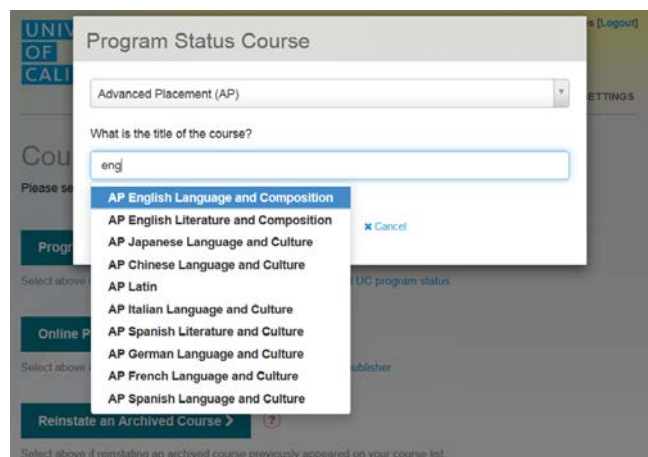 UNIV
OF
CALI
s [Logout]
ETTINGS
Program Status Course
Advanced Placement (AP)
What is the title of the course?
eng
AP English Language and Composition
AP English Literature and Composition
AP Japanese Language and Culture
AP Chinese Language and Culture
AP Latin
AP Italian Language and Culture
AP Spanish Literature and Culture
AP German Language and Culture
AP French Language and Culture
AP Spanish Language and Culture
x Cancel
Cou
Please se
Progr
Select above
UC program status
Online P
Select above
ublisher
Reinstate an Archived Course >
?
Select above if reinstating an archived course previously appeared on your course list